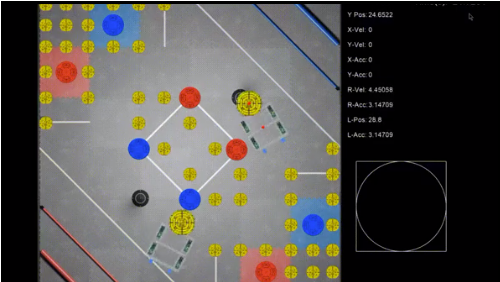 Y Pos: 24.6522
X-Vel: 0
Y-Vel: 0
X-Acc: 0
Y-Acc: 0
R-Vel: 4.45058
R-Acc: 3.14709
L-Pos: 28.8
L-Acc: 3.14709